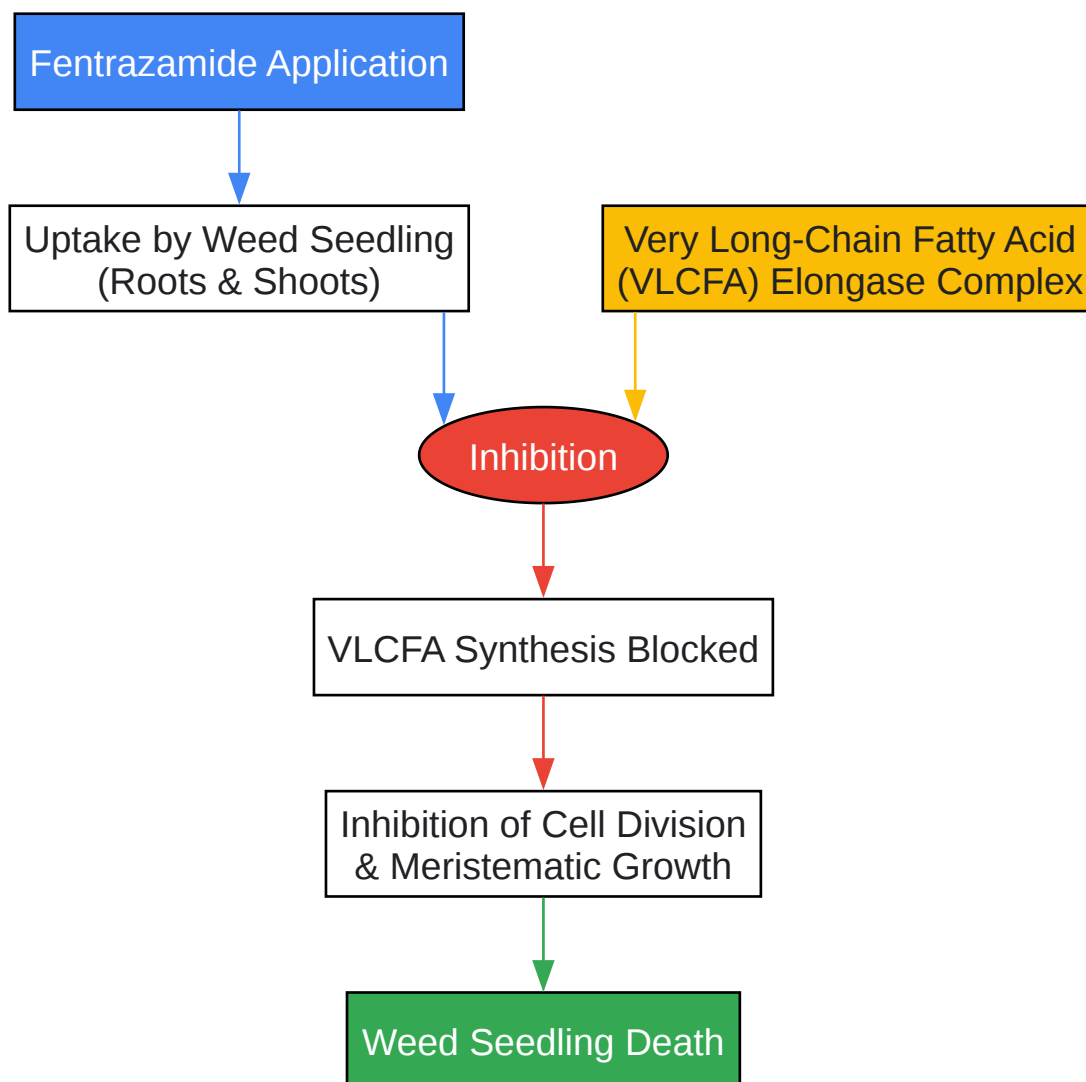 Fentrazamide Application
Uptake by Weed Seedling
(Roots & Shoots)
Very Long-Chain Fatty Acid
(VLCFA) Elongase Complex
Inhibition
VLCFA Synthesis Blocked
Inhibition of Cell Division
& Meristematic Growth
Weed Seedling Death